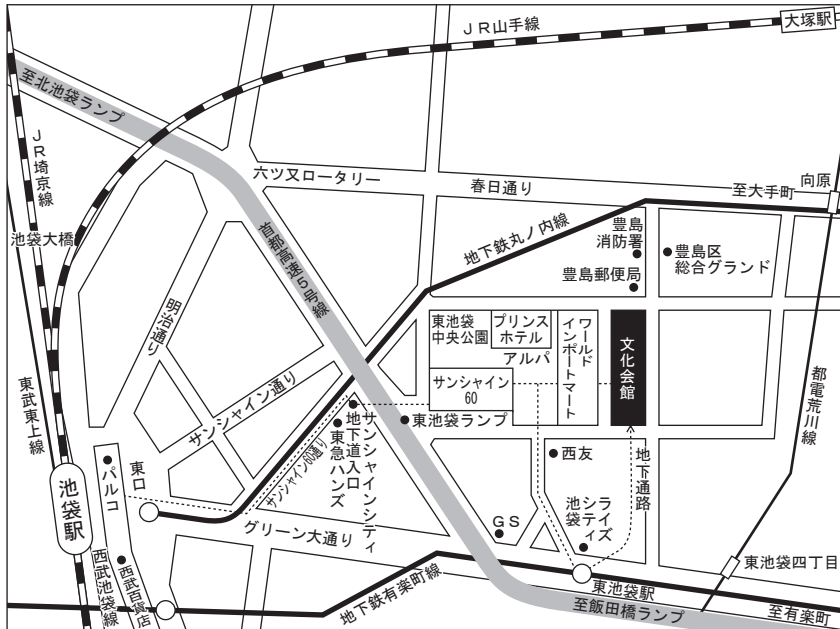 大塚駅
JR山手線
至北池袋ランプ
JR埼京線
六ツ又ロータリー
春日通り
向原
至大手町
池袋大橋
首都高速5号線
地下鉄丸ノ内線
豊島
消防署
豊島区
総合グランド
豊島郵便局
明治通り
東池袋
中央公園
プリンス
ホテル
アルパ
ワールド
インポートマート
文化会館
サンシャイン
60
都電荒川線
サンシャイン通り
東武東上線
東池袋ランプ
サンシャインシティ
地下道入口
東急ハンズ
サンシャイン60通り
西友
地下通路
パルコ
東口
池袋駅
グリーン大通り
GS
ライズ
シティ
池袋
東池袋四丁目
西武百貨店
西武池袋線
地下鉄有楽町線
東池袋駅
至飯田橋ランプ
至有楽町